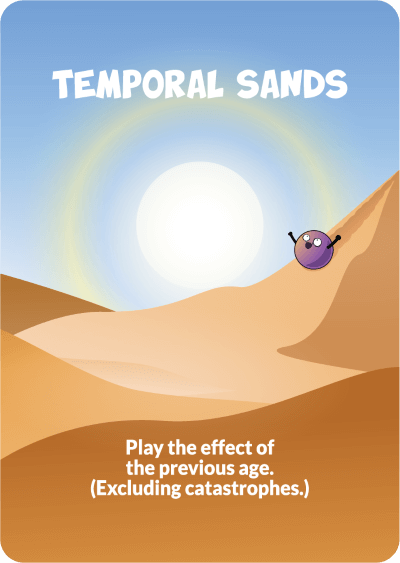 TEMPORAL SANDS
Play the effect of
the previous age.
(Excluding catastrophes.)